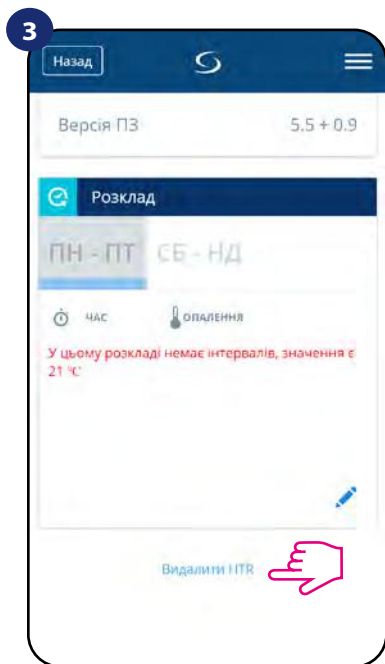 3
Назад
Версія ПЗ 5.5 + 0.9
Розклад
ПН - ПТ СБ - НД
ЧАС ОПАЛЕННЯ
У цьому розкладі немає інтервалів, значення є
21 °C
Видалити HTR